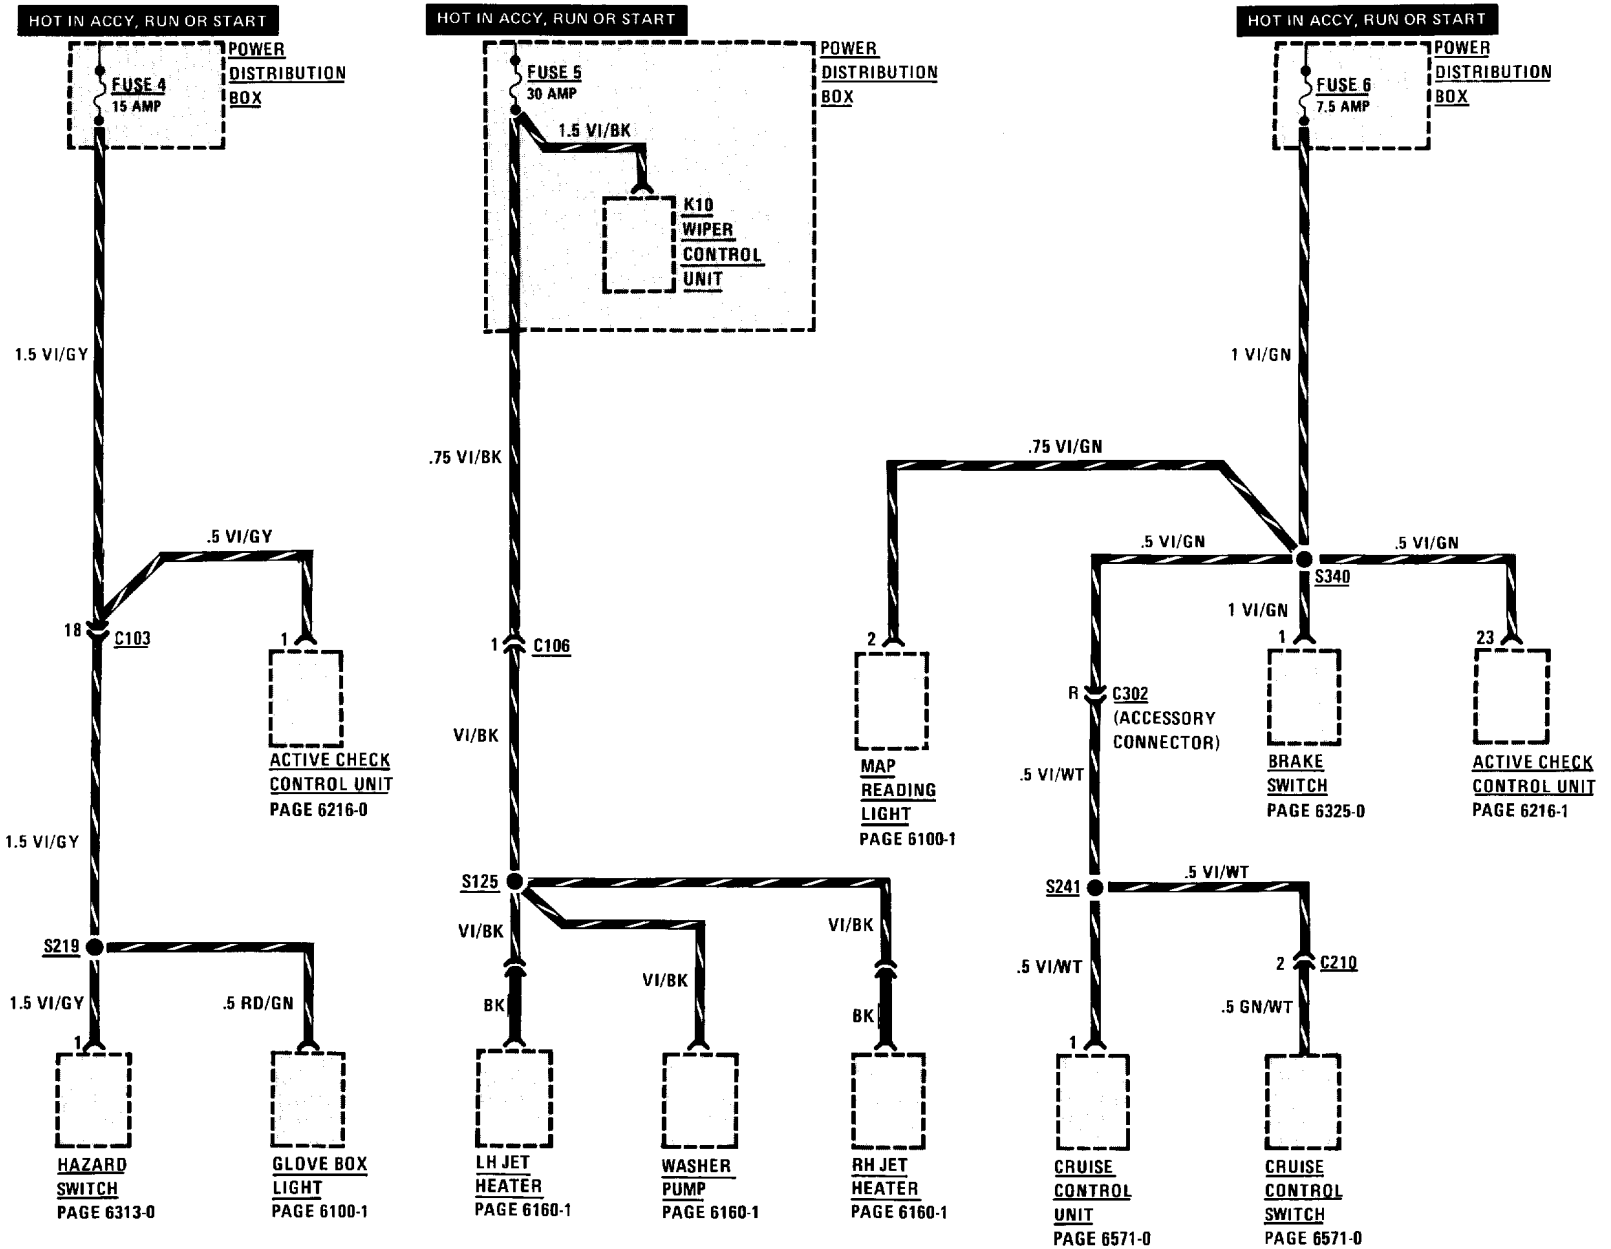 HOT IN ACCY, RUN OR START
POWER
DISTRIBUTION
BOX
FUSE 4
15 AMP
1.5 VI/GY
.5 VI/GY
18
C103
1
ACTIVE CHECK
CONTROL UNIT
PAGE 6216-0
1.5 VI/GY
S219
1.5 VI/GY
.5 RD/GN
1
HAZARD
SWITCH
PAGE 6313-0
GLOVE BOX
LIGHT
PAGE 6100-1
HOT IN ACCY, RUN OR START
POWER
DISTRIBUTION
BOX
FUSE 5
30 AMP
1.5 VI/BK
K10
WIPER
CONTROL
UNIT
.75 VI/BK
1
C106
VI/BK
S125
VI/BK
VI/BK
VI/BK
BK
BK
LH JET
HEATER
PAGE 6160-1
WASHER
PUMP
PAGE 6160-1
RH JET
HEATER
PAGE 6160-1
HOT IN ACCY, RUN OR START
POWER
DISTRIBUTION
BOX
FUSE 6
7.5 AMP
1 VI/GN
.75 VI/GN
.5 VI/GN
.5 VI/GN
S340
1 VI/GN
2
1
23
MAP
READING
LIGHT
PAGE 6100-1
R
C302
(ACCESSORY
CONNECTOR)
BRAKE
SWITCH
PAGE 6325-0
ACTIVE CHECK
CONTROL UNIT
PAGE 6216-1
.5 VI/WT
S241
.5 VI/WT
.5 VI/WT
2
C210
.5 GN/WT
1
CRUISE
CONTROL
UNIT
PAGE 6571-0
CRUISE
CONTROL
SWITCH
PAGE 6571-0